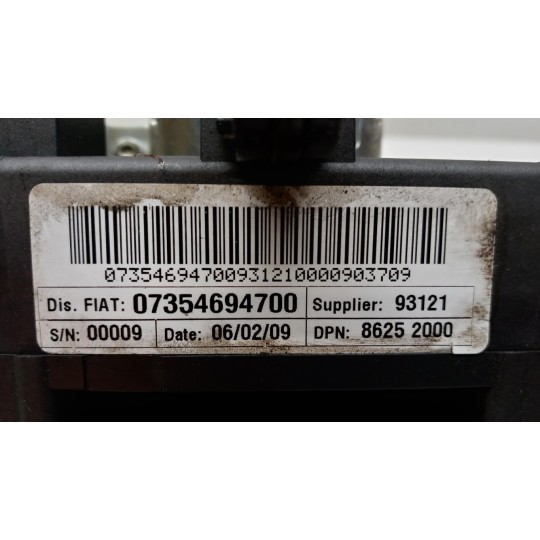 07354694700931210000903709
Dis. FIAT: 07354694700 Supplier: 93121
S/N: 00009 Date: 06/02/09 DPN: 8625 2000